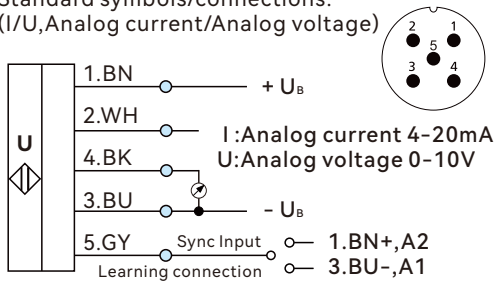 Standard symbols/connections:
(I/U,Analog current/Analog voltage)
2 1
5
3 4
1.BN + UB
2.WH
I :Analog current 4-20mA
U U:Analog voltage 0-10V
4.BK
3.BU - UB
5.GY Sync Input 1.BN+,A2
Learning connection 3.BU-,A1